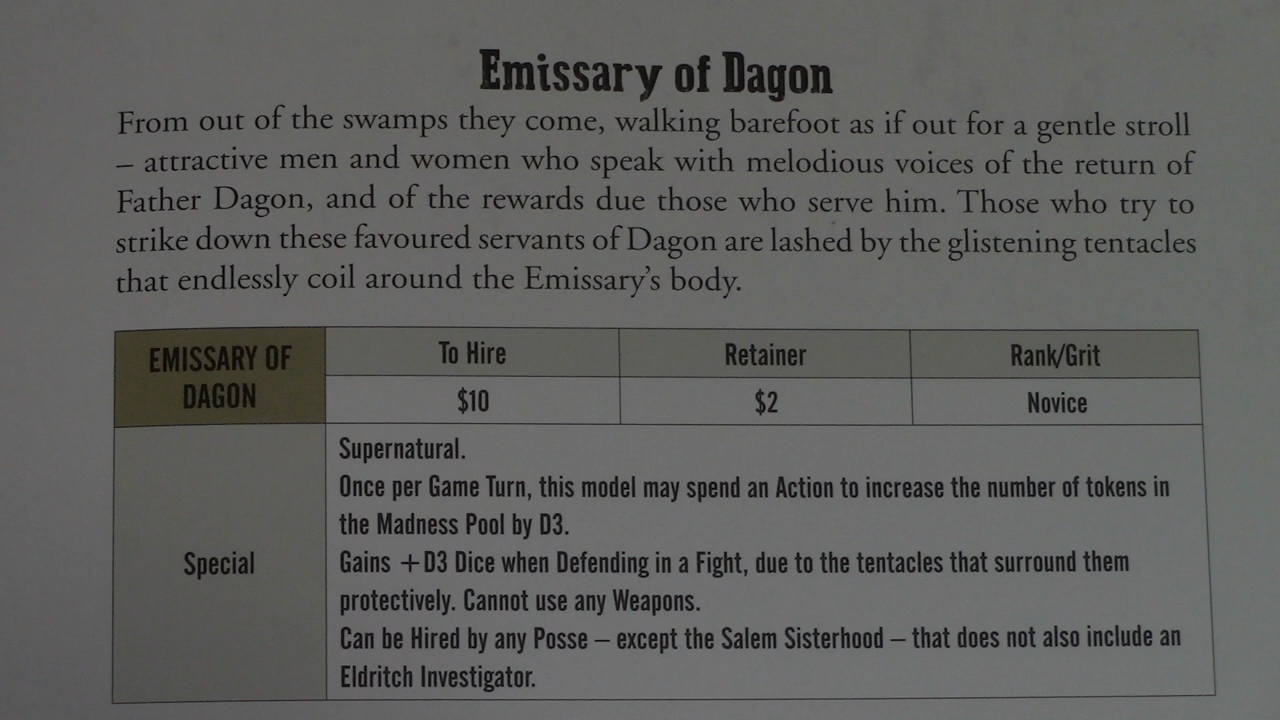 Emissary of Dagon
From out of the swamps they come, walking barefoot as if out for a gentle stroll
– attractive men and women who speak with melodious voices of the return of
Father Dagon, and of the rewards due those who serve him. Those who try to
strike down these favoured servants of Dagon are lashed by the glistening tentacles
that endlessly coil around the Emissary's body.
EMISSARY OF
DAGON
To Hire
Retainer
Rank/Grit
$10
$2
Novice
Special
Supernatural.
Once per Game Turn, this model may spend an Action to increase the number of tokens in
the Madness Pool by D3.
Gains +D3 Dice when Defending in a Fight, due to the tentacles that surround them
protectively. Cannot use any Weapons.
Can be Hired by any Posse – except the Salem Sisterhood – that does not also include an
Eldritch Investigator.